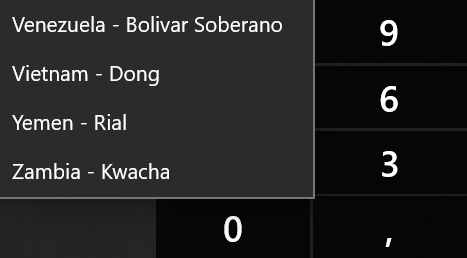 Venezuela - Bolivar Soberano
Vietnam - Dong
Yemen - Rial
Zambia - Kwacha
9
6
3
0 ,